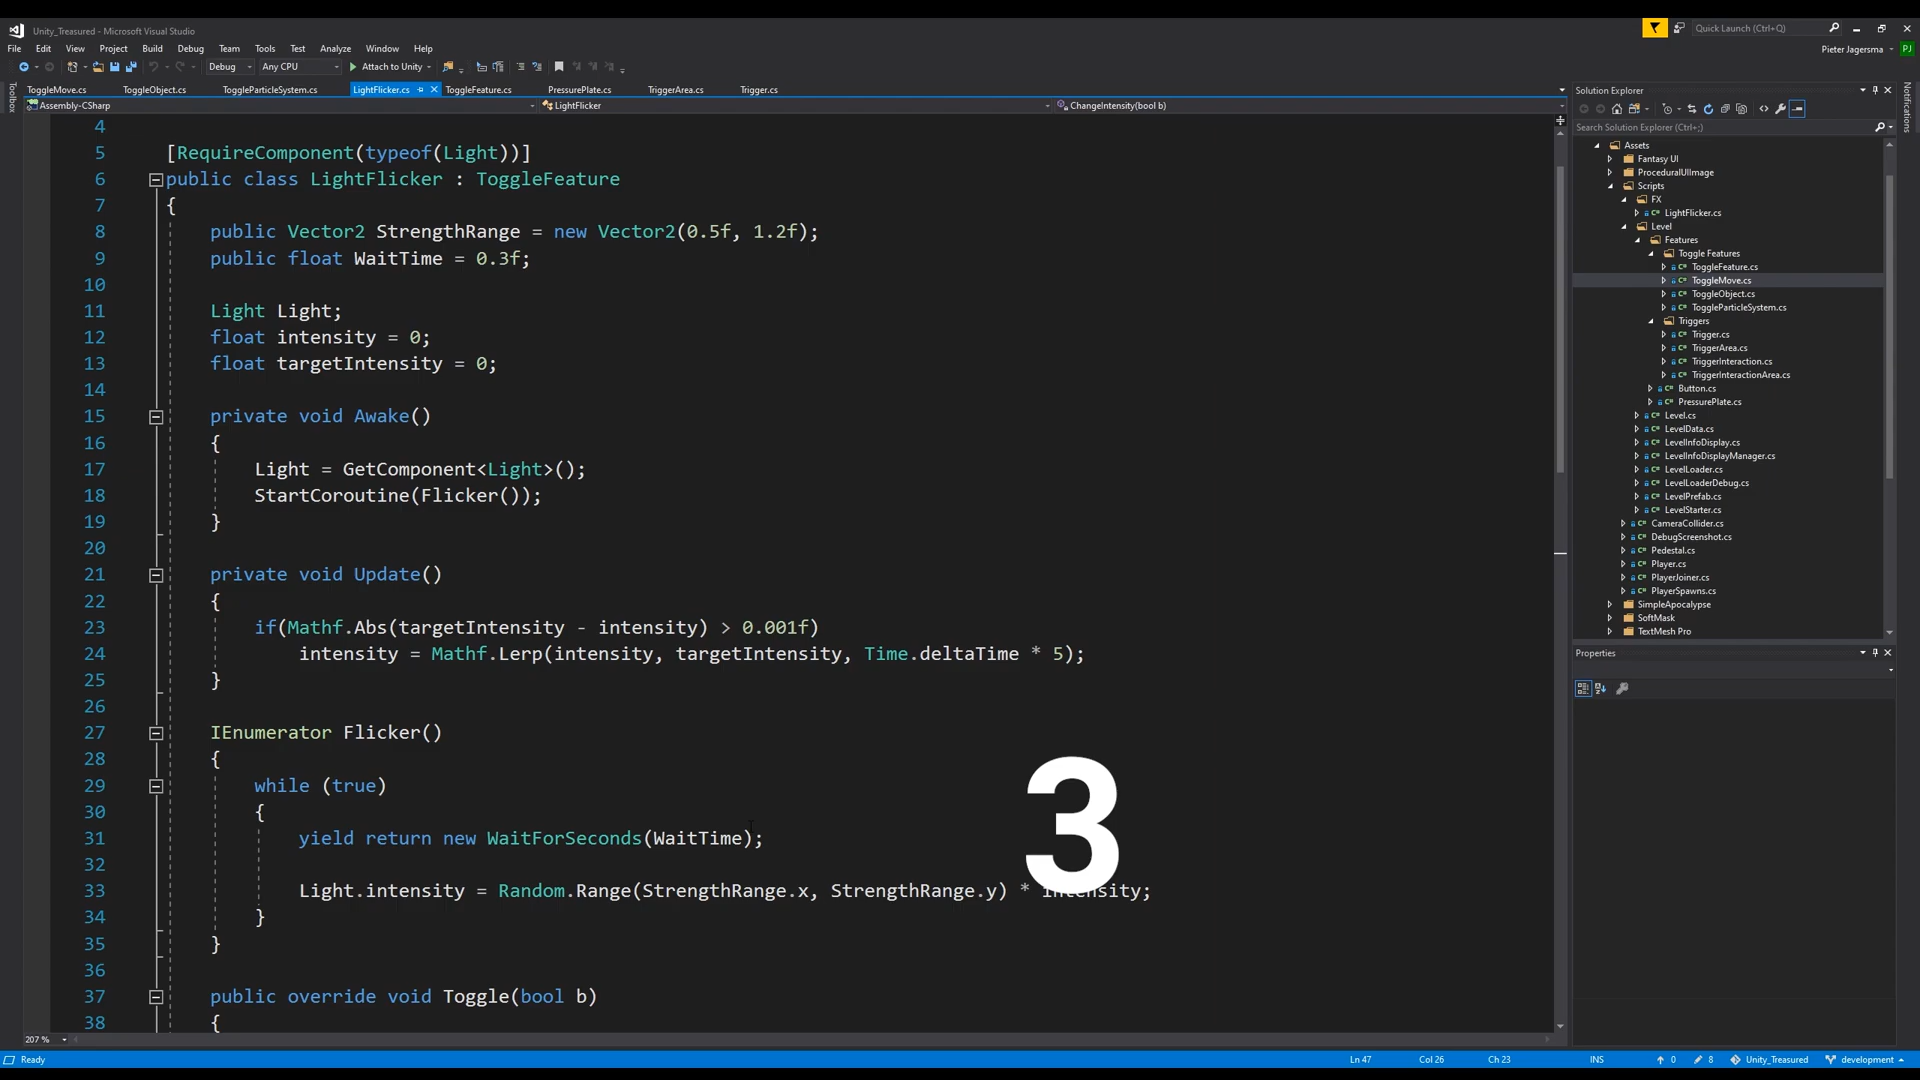 Unity_Treasured - Microsoft Visual Studio
Quick Launch (Ctrl+Q)
File Edit View Project Build Debug Team Tools Test Analyze Window Help
Pieter Jagersma PJ
Debug Any CPU Attach to Unity
Toolbox
Notifications
ToggleMove.cs ToggleObject.cs ToggleParticleSystem.cs LightFlicker.cs ToggleFeature.cs PressurePlate.cs TriggerArea.cs Trigger.cs
Assembly-CSharp LightFlicker ChangeIntensity(bool b)
4
5 [RequireComponent(typeof(Light))]
6 public class LightFlicker : ToggleFeature
7 {
8 public Vector2 StrengthRange = new Vector2(0.5f, 1.2f);
9 public float WaitTime = 0.3f;
10
11 Light Light;
12 float intensity = 0;
13 float targetIntensity = 0;
14
15 private void Awake()
16 {
17 Light = GetComponent<Light>();
18 StartCoroutine(Flicker());
19 }
20
21 private void Update()
22 {
23 if(Mathf.Abs(targetIntensity - intensity) > 0.001f)
24 intensity = Mathf.Lerp(intensity, targetIntensity, Time.deltaTime * 5);
25 }
26
27 IEnumerator Flicker()
28 {
29 while (true)
30 {
31 yield return new WaitForSeconds(WaitTime);
32
33 Light.intensity = Random.Range(StrengthRange.x, StrengthRange.y) * intensity;
34 }
35 }
36
37 public override void Toggle(bool b)
38 {
3
207 %
Solution Explorer
Search Solution Explorer (Ctrl+;)
Assets
Fantasy UI
ProceduralUIImage
Scripts
FX
C# LightFlicker.cs
Level
Features
Toggle Features
C# ToggleFeature.cs
C# ToggleMove.cs
C# ToggleObject.cs
C# ToggleParticleSystem.cs
Triggers
C# Trigger.cs
C# TriggerArea.cs
C# TriggerInteraction.cs
C# TriggerInteractionArea.cs
C# Button.cs
C# PressurePlate.cs
C# Level.cs
C# LevelData.cs
C# LevelInfoDisplay.cs
C# LevelInfoDisplayManager.cs
C# LevelLoader.cs
C# LevelLoaderDebug.cs
C# LevelPrefab.cs
C# LevelStarter.cs
C# CameraCollider.cs
C# DebugScreenshot.cs
C# Pedestal.cs
C# Player.cs
C# PlayerJoiner.cs
C# PlayerSpawns.cs
SimpleApocalypse
SoftMask
TextMesh Pro
Properties
Ready Ln 47 Col 26 Ch 23 INS 0 8 Unity_Treasured development